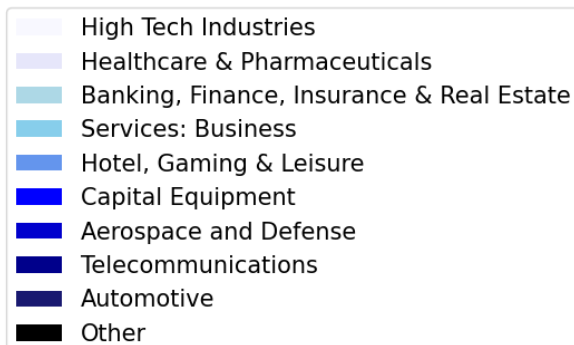 High Tech Industries
Healthcare & Pharmaceuticals
Banking, Finance, Insurance & Real Estate
Services: Business
Hotel, Gaming & Leisure
Capital Equipment
Aerospace and Defense
Telecommunications
Automotive
Other